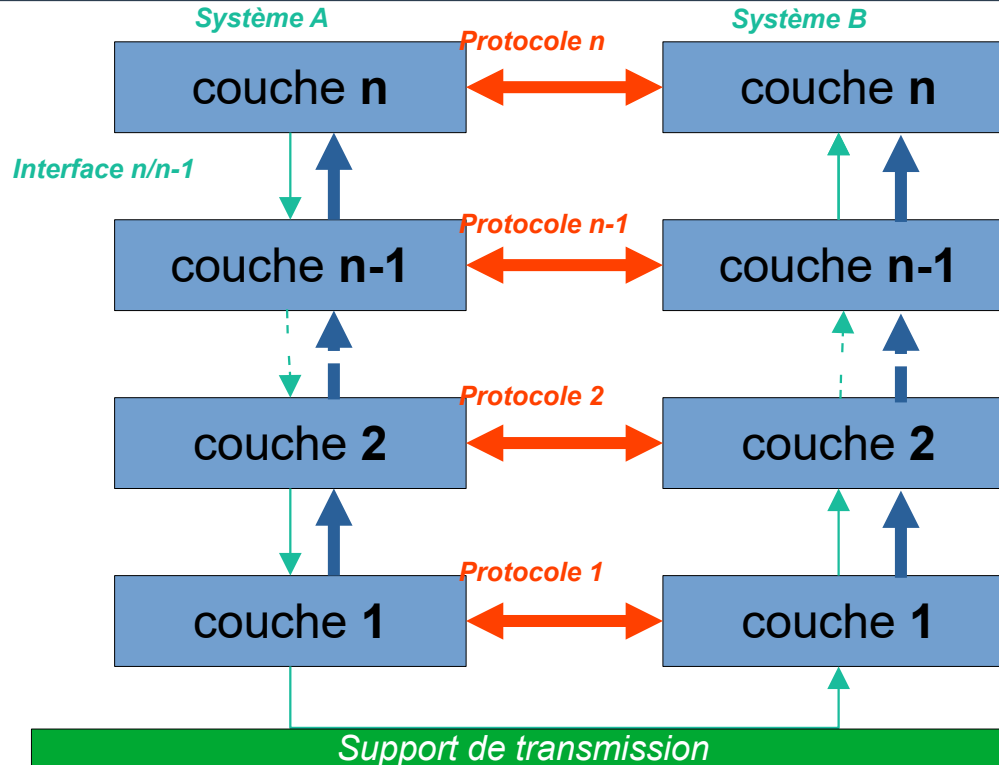 Système A
Système B
Protocole n
couche n
couche n
Interface n/n-1
Protocole n-1
couche n-1
couche n-1
Protocole 2
couche 2
couche 2
Protocole 1
couche 1
couche 1
Support de transmission